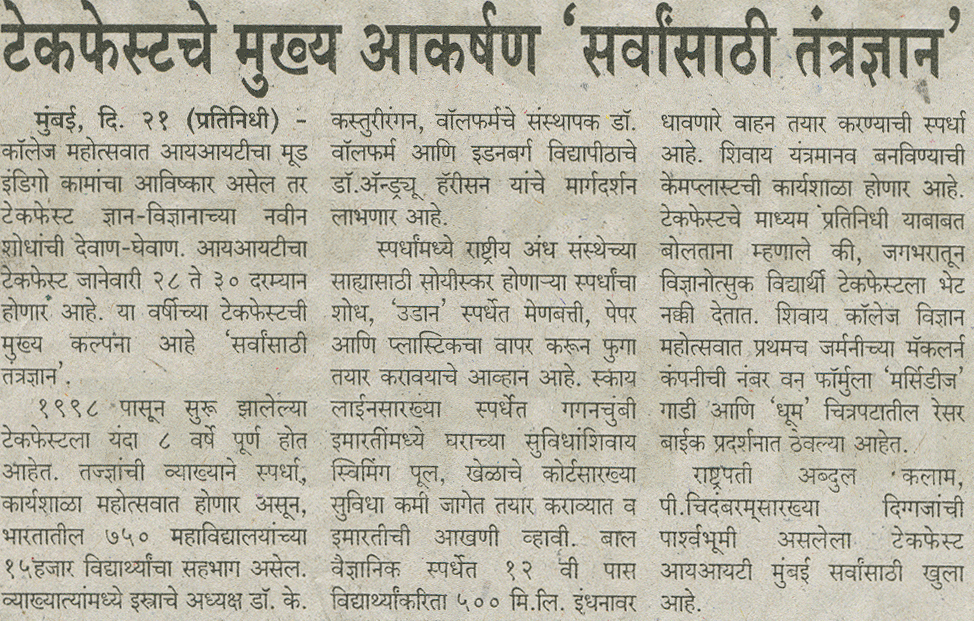 टेकफेस्टचे मुख्य आकर्षण ‘सर्वांसाठी तंत्रज्ञान’
मुंबई, दि. २१ (प्रतिनिधी) -
कॉलेज महोत्सवात आयआयटीचा मूड
इंडिगो कामांचा आविष्कार असेल तर
टेकफेस्ट ज्ञान-विज्ञानाच्या नवीन
शोधांची देवाण-घेवाण. आयआयटीचा
टेकफेस्ट जानेवारी २८ ते ३० दरम्यान
होणार आहे. या वर्षीच्या टेकफेस्टची
मुख्य कल्पना आहे ‘सर्वांसाठी
तंत्रज्ञान’.
१९९८ पासून सुरू झालेल्या
टेकफेस्टला यंदा ८ वर्षे पूर्ण होत
आहेत. तज्ज्ञांची व्याख्याने स्पर्धा,
कार्यशाळा महोत्सवात होणार असून,
भारतातील ७५० महाविद्यालयांच्या
१५हजार विद्यार्थ्यांचा सहभाग असेल.
व्याख्यात्यांमध्ये इस्त्राचे अध्यक्ष डॉ. के.
कस्तुरीरंगन, वॉलफर्मचे संस्थापक डॉ.
वॉलफर्म आणि इडनबर्ग विद्यापीठाचे
डॉ.ॲन्ड्र्यू हॅरीसन यांचे मार्गदर्शन
लाभणार आहे.
स्पर्धांमध्ये राष्ट्रीय अंध संस्थेच्या
साह्यासाठी सोयीस्कर होणाऱ्या स्पर्धांचा
शोध, ‘उडान’ स्पर्धेत मेणबत्ती, पेपर
आणि प्लास्टिकचा वापर करून फुगा
तयार करावयाचे आव्हान आहे. स्काय
लाईनसारख्या स्पर्धेत गगनचुंबी
इमारतींमध्ये घराच्या सुविधांशिवाय
स्विमिंग पूल, खेळाचे कोर्टसारख्या
सुविधा कमी जागेत तयार कराव्यात व
इमारतीची आखणी व्हावी. बाल
वैज्ञानिक स्पर्धेत १२ वी पास
विद्यार्थ्यांकरिता ५०० मि.लि. इंधनावर
धावणारे वाहन तयार करण्याची स्पर्धा
आहे. शिवाय यंत्रमानव बनविण्याची
केमप्लास्टची कार्यशाळा होणार आहे.
टेकफेस्टचे माध्यम प्रतिनिधी याबाबत
बोलताना म्हणाले की, जगभरातून
विज्ञानोत्सुक विद्यार्थी टेकफेस्टला भेट
नक्की देतात. शिवाय कॉलेज विज्ञान
महोत्सवात प्रथमच जर्मनीच्या मॅकलर्न
कंपनीची नंबर वन फॉर्मुला ‘मर्सिडीज’
गाडी आणि ‘धूम’ चित्रपटातील रेसर
बाईक प्रदर्शनात ठेवल्या आहेत.
राष्ट्रपती अब्दुल कलाम,
पी.चिदंबरम्‌सारख्या दिग्गजांची
पार्श्वभूमी असलेला टेकफेस्ट
आयआयटी मुंबई सर्वांसाठी खुला
आहे.